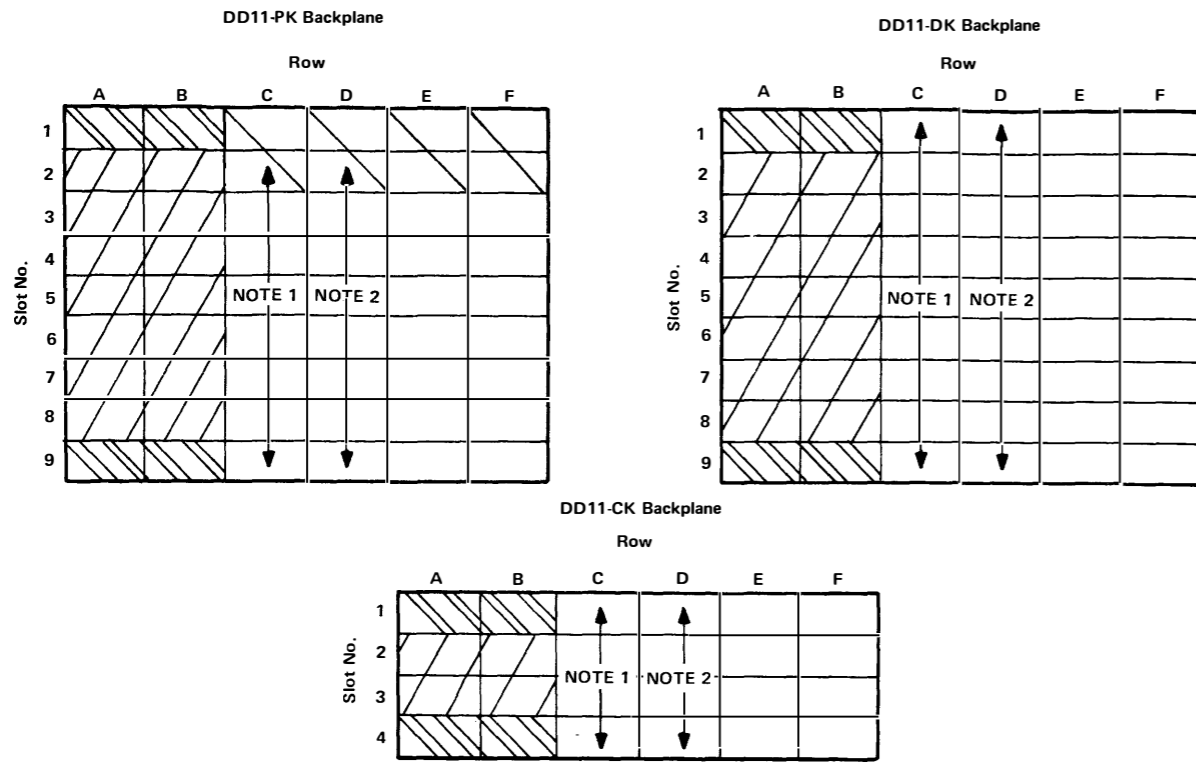 DD11-PK Backplane
Row
A B C D E F
Slot No.
1
2
3
4
5 NOTE 1 NOTE 2
6
7
8
9
DD11-DK Backplane
Row
A B C D E F
Slot No.
1
2
3
4
5 NOTE 1 NOTE 2
6
7
8
9
DD11-CK Backplane
Row
A B C D E F
Slot No.
1
2
NOTE 1 NOTE 2
3
4